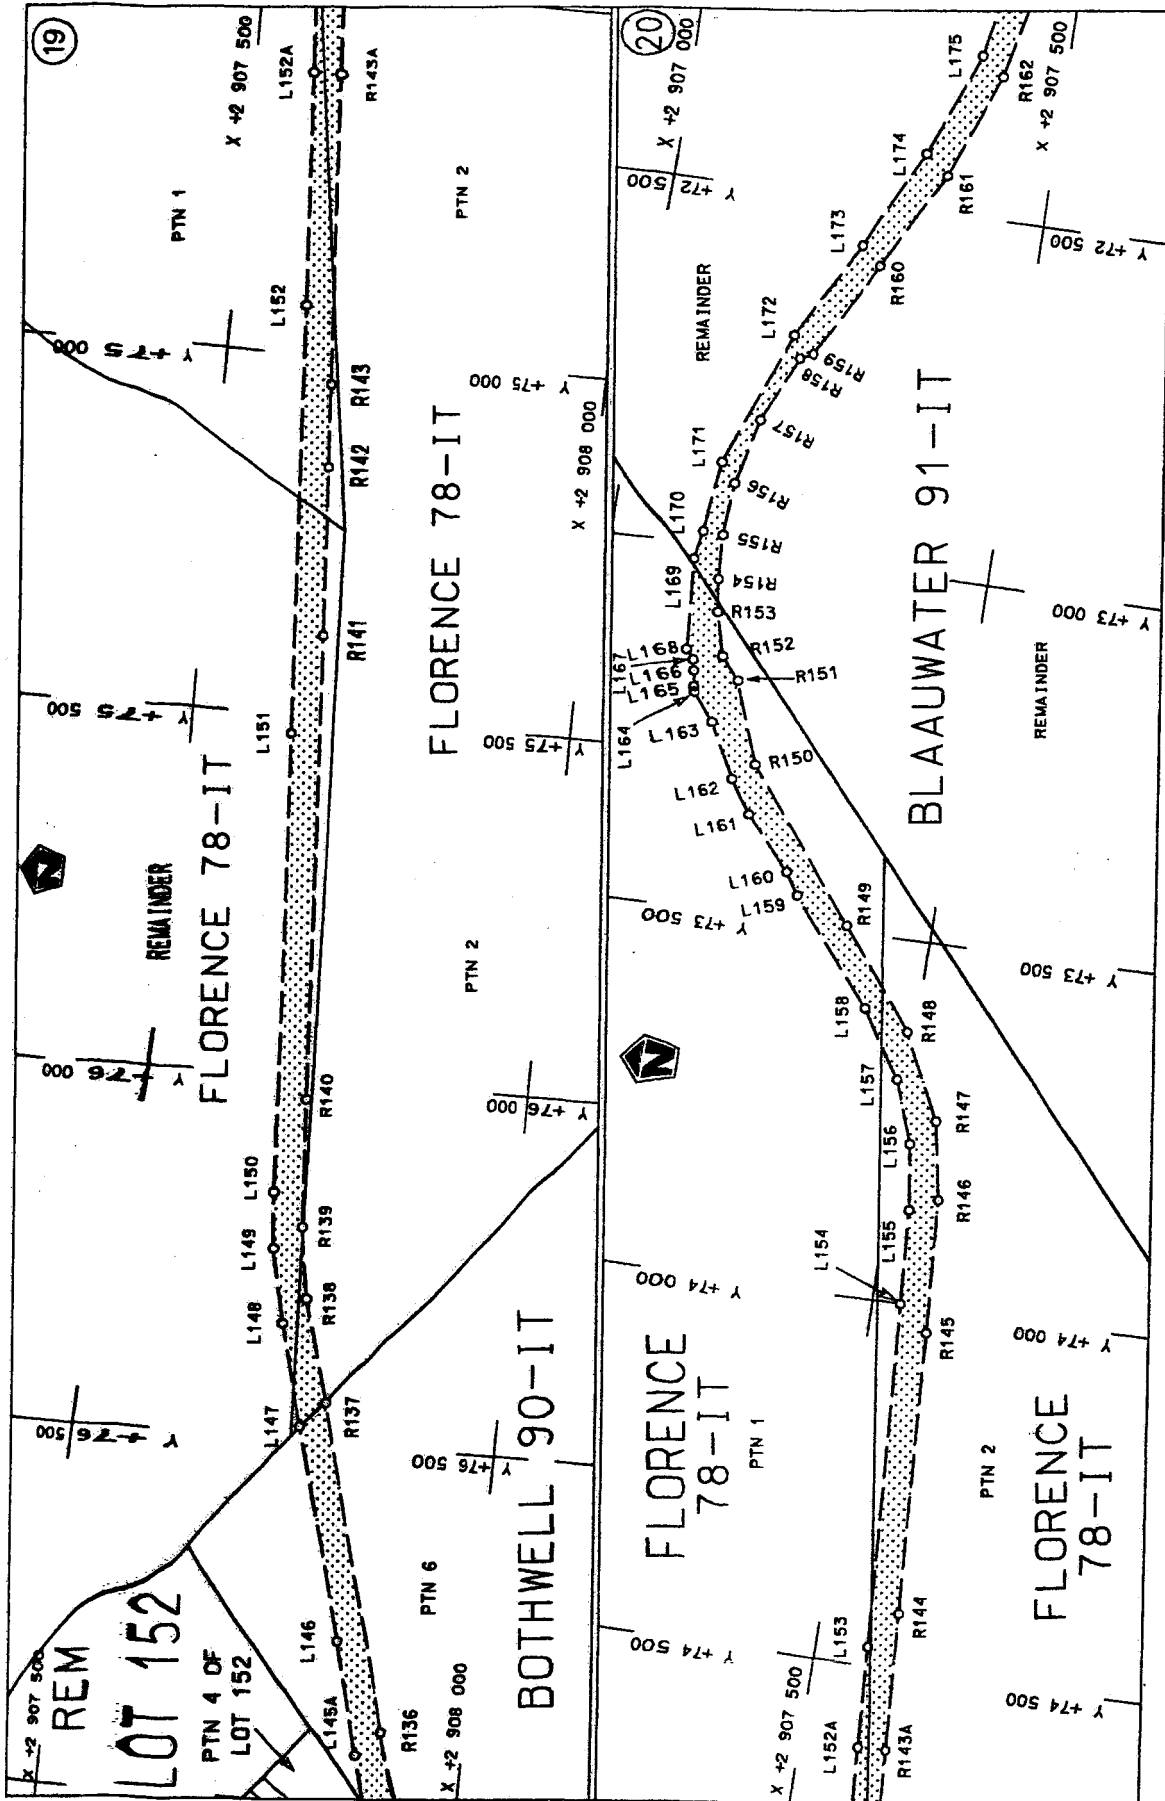 19
X +2 907 500
L152A
R143A
PTN 1
PTN 2
L152
Y +75 000
R143
R142
Y +75 000
X +2 908 000
FLORENCE 78-IT
R141
L151
Y +75 500
Y +75 500
FLORENCE 78-IT
REMAINDER
N
PTN 2
Y +76 000
Y +76 000
R140
L150
R139
L149
R138
L148
R137
L147
Y +76 500
Y +76 500
BOTHWELL 90-IT
PTN 6
L146
L145A
R136
X +2 908 000
X +2 907 500
REM
LOT 152
PTN 4 OF
LOT 152
20
X +2 907 000
L175
R162
X +2 907 500
L174
R161
Y +72 500
Y +72 500
L173
R160
REMAINDER
L172
R159
R158
R157
L171
R156
L170
R155
L169
R154
R153
L168
R152
L167
L166
R151
L165
L164
L163
R150
L162
L161
L160
L159
R149
BLAAUWATER 91-IT
REMAINDER
Y +73 000
Y +73 500
Y +73 500
L158
R148
N
L157
R147
L156
R146
L155
L154
R145
Y +74 000
Y +74 000
FLORENCE
78-IT
PTN 1
PTN 2
FLORENCE
78-IT
R144
L153
Y +74 500
Y +74 500
X +2 907 500
L152A
R143A